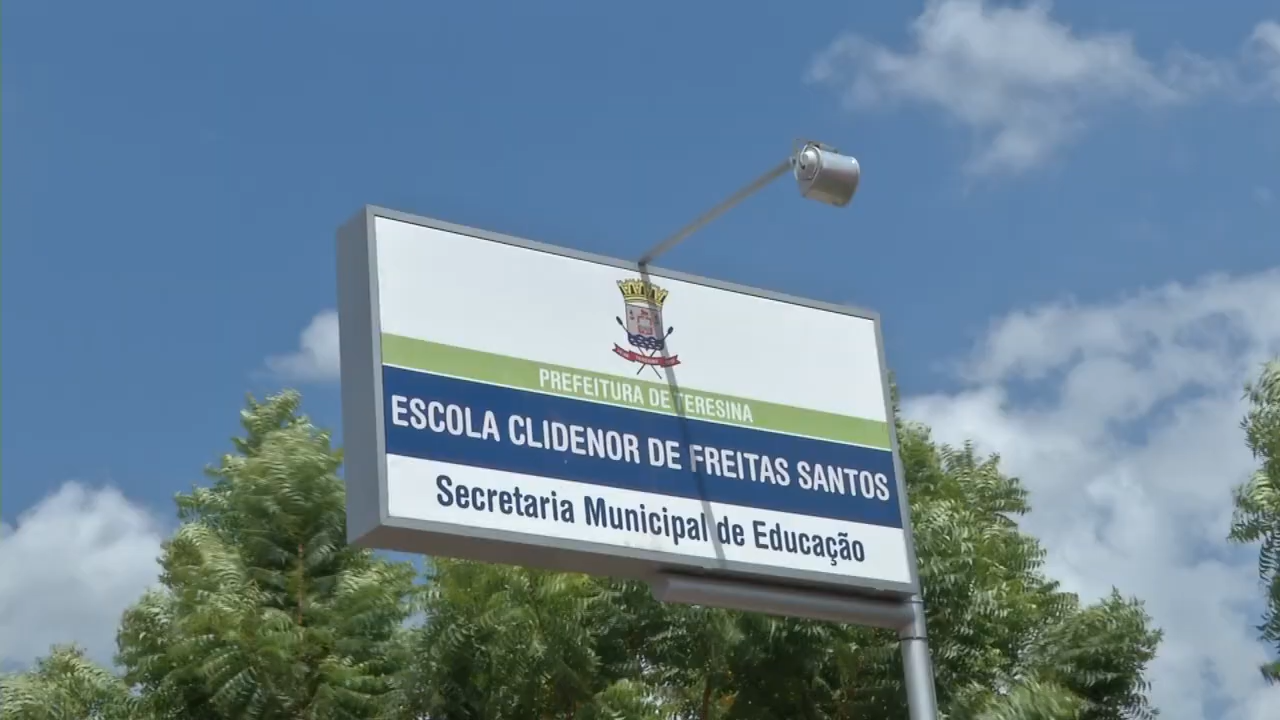 PREFEITURA DE TERESINA
ESCOLA CLIDENOR DE FREITAS SANTOS
Secretaria Municipal de Educação